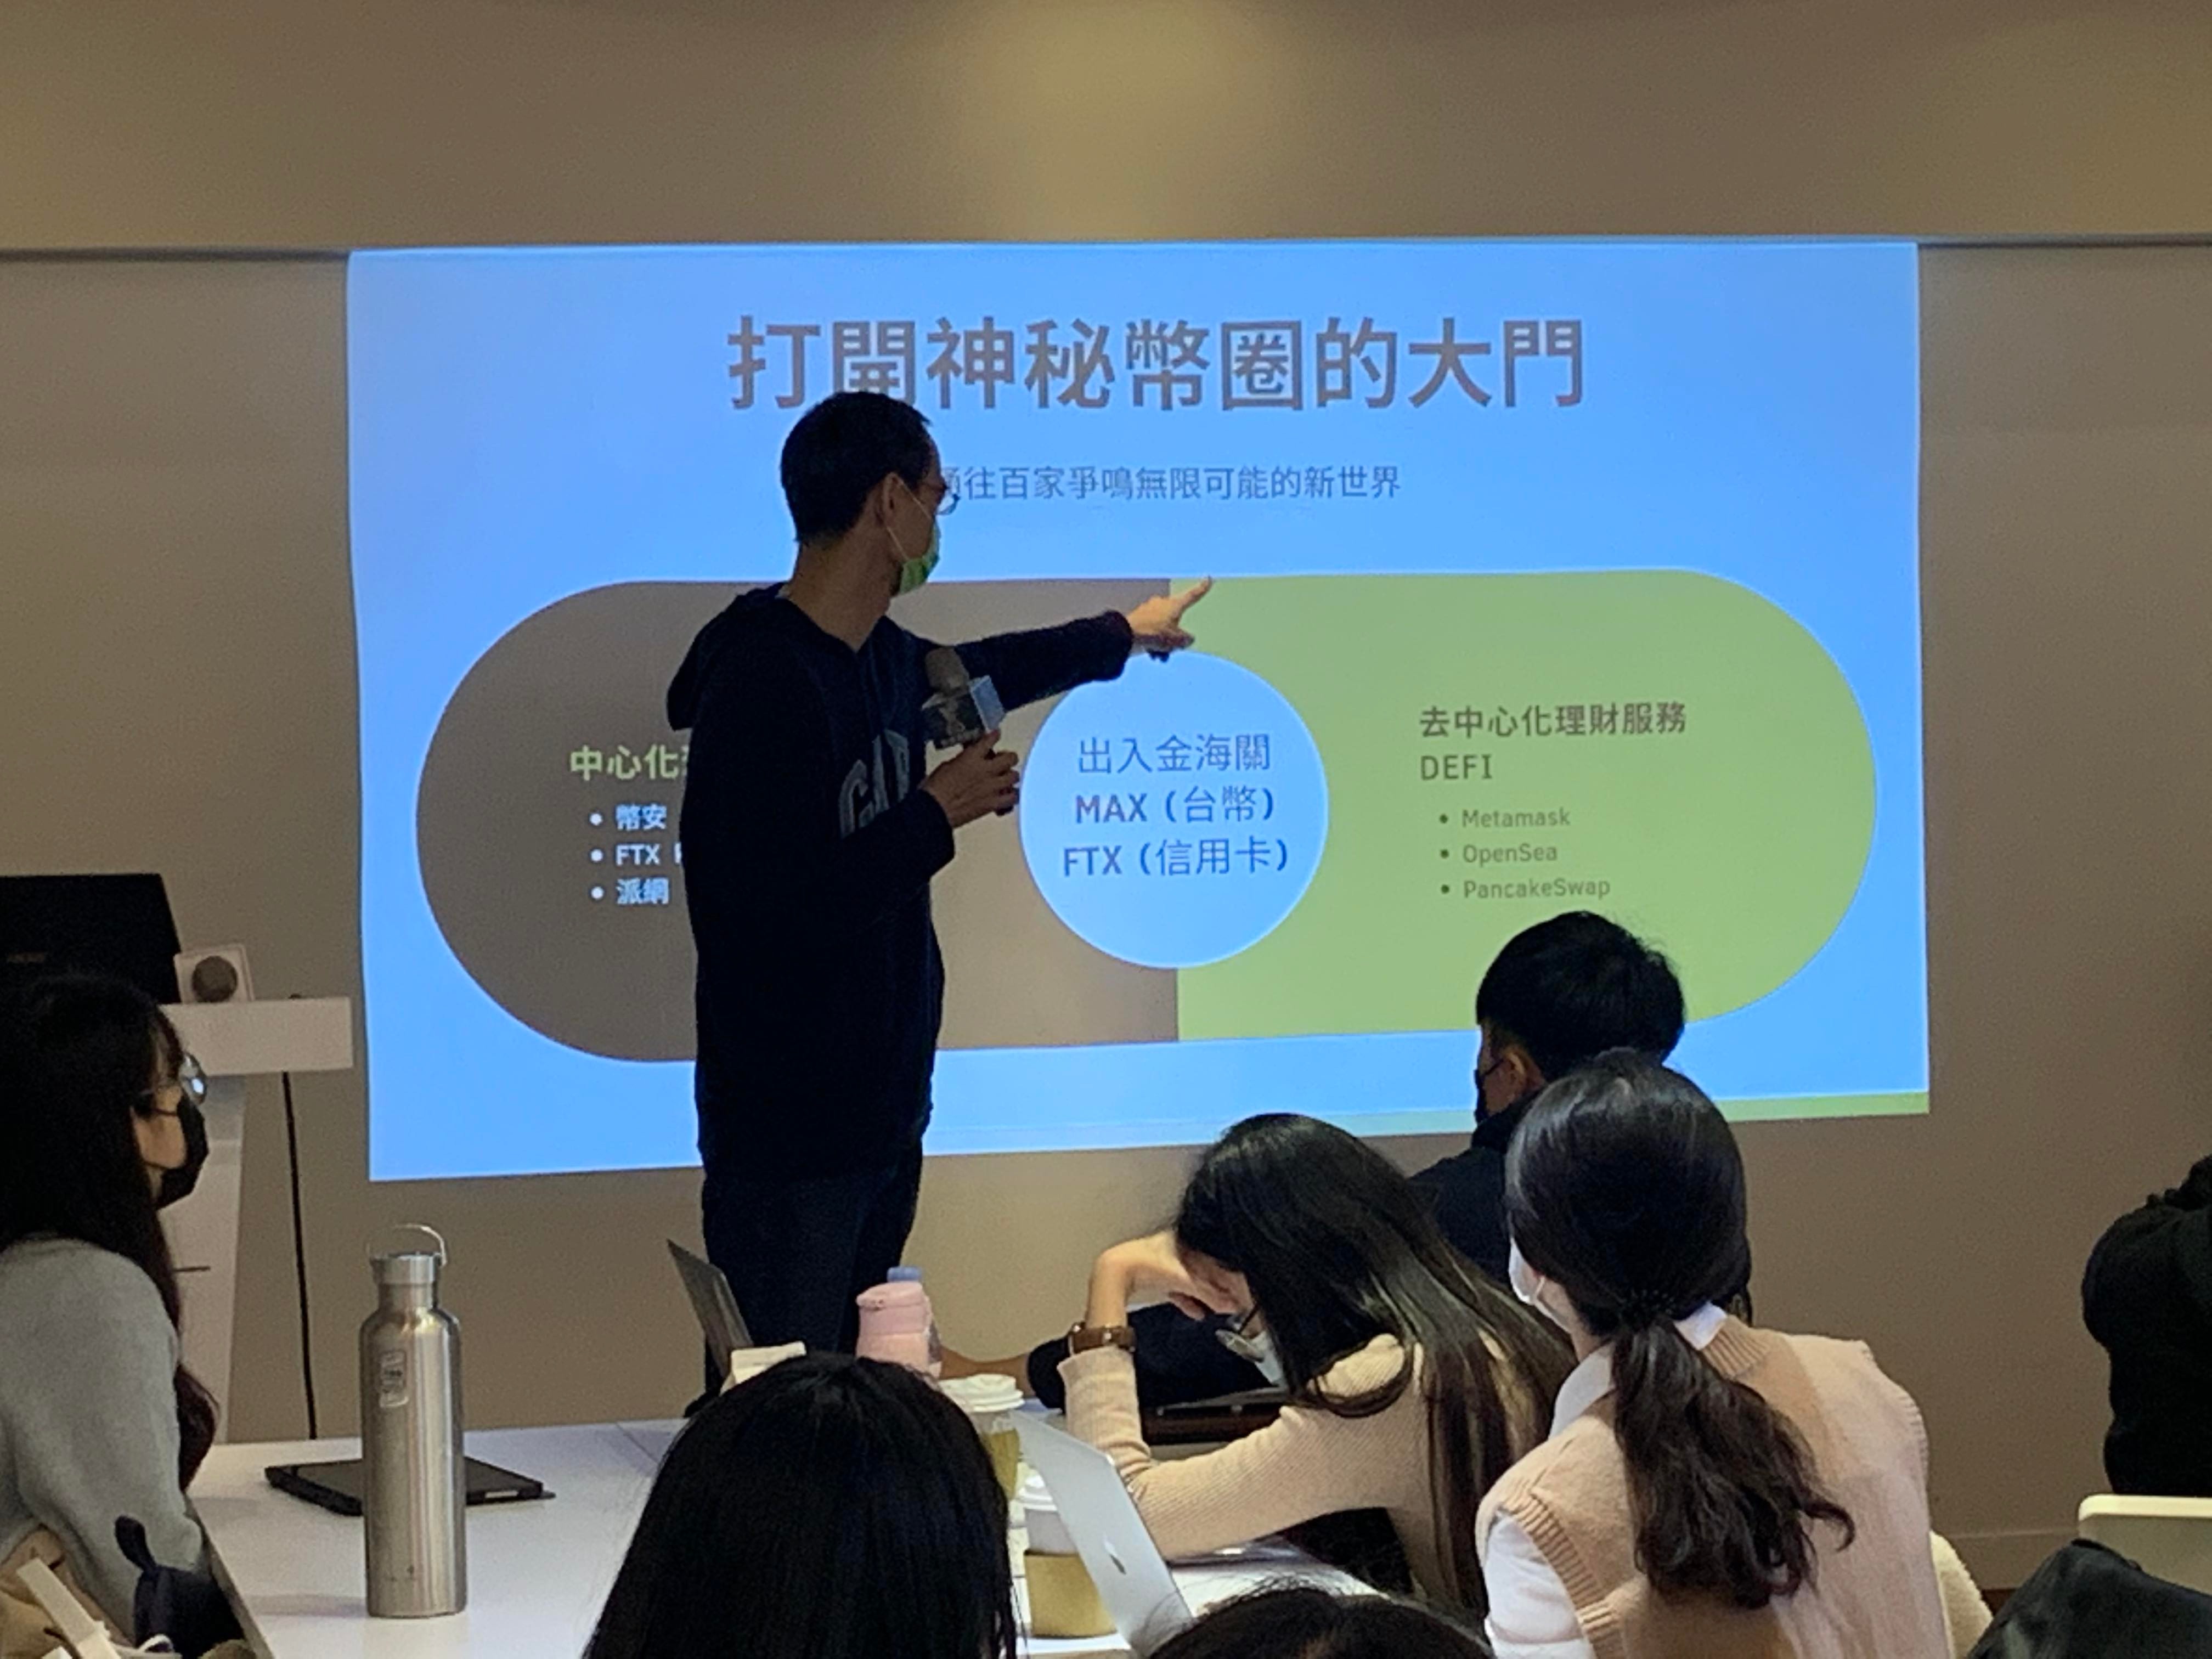 打開神秘幣圈的大門
通往百家爭鳴無限可能的新世界
中心化
幣安
FTX
派網
出入金海關
MAX (台幣)
FTX (信用卡)
去中心化理財服務
DEFI
Metamask
OpenSea
PancakeSwap
GAP